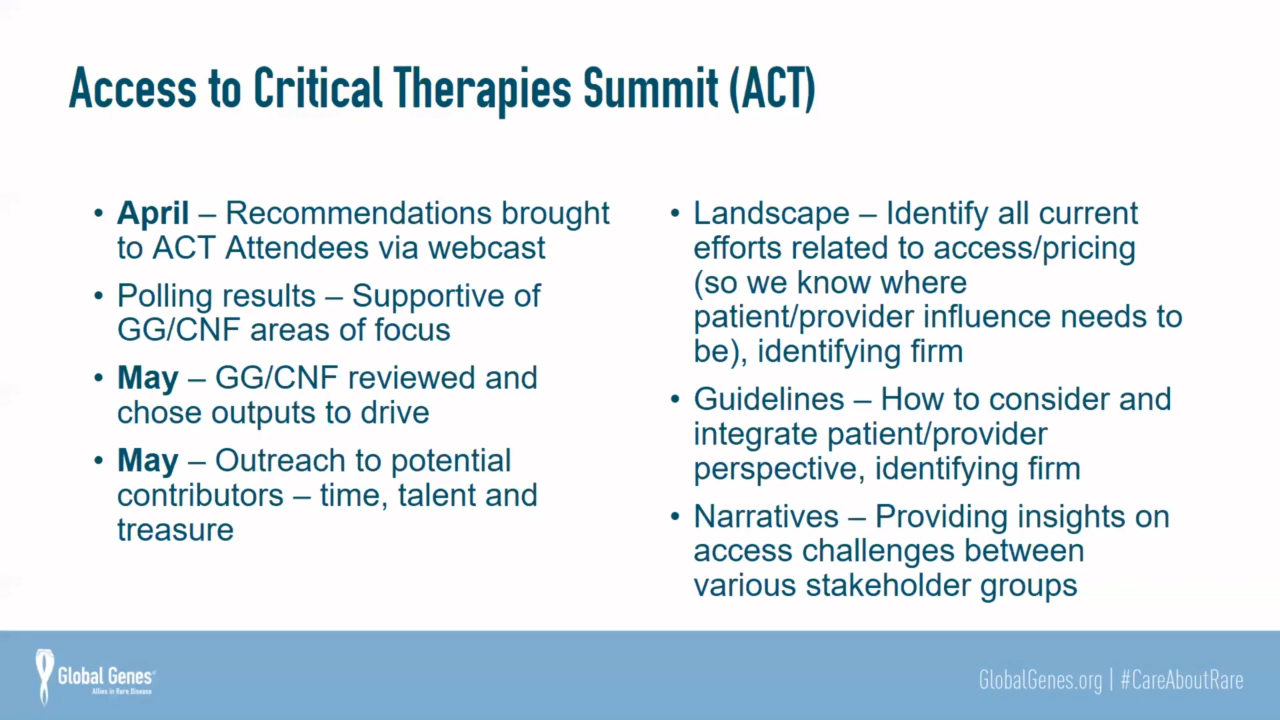 Access to Critical Therapies Summit (ACT)
• April – Recommendations brought
to ACT Attendees via webcast
• Polling results – Supportive of
GG/CNF areas of focus
• May – GG/CNF reviewed and
chose outputs to drive
• May – Outreach to potential
contributors – time, talent and
treasure
• Landscape – Identify all current
efforts related to access/pricing
(so we know where
patient/provider influence needs to
be), identifying firm
• Guidelines – How to consider and
integrate patient/provider
perspective, identifying firm
• Narratives – Providing insights on
access challenges between
various stakeholder groups
Global Genes
Allies in Rare Disease
GlobalGenes.org | #CareAboutRare